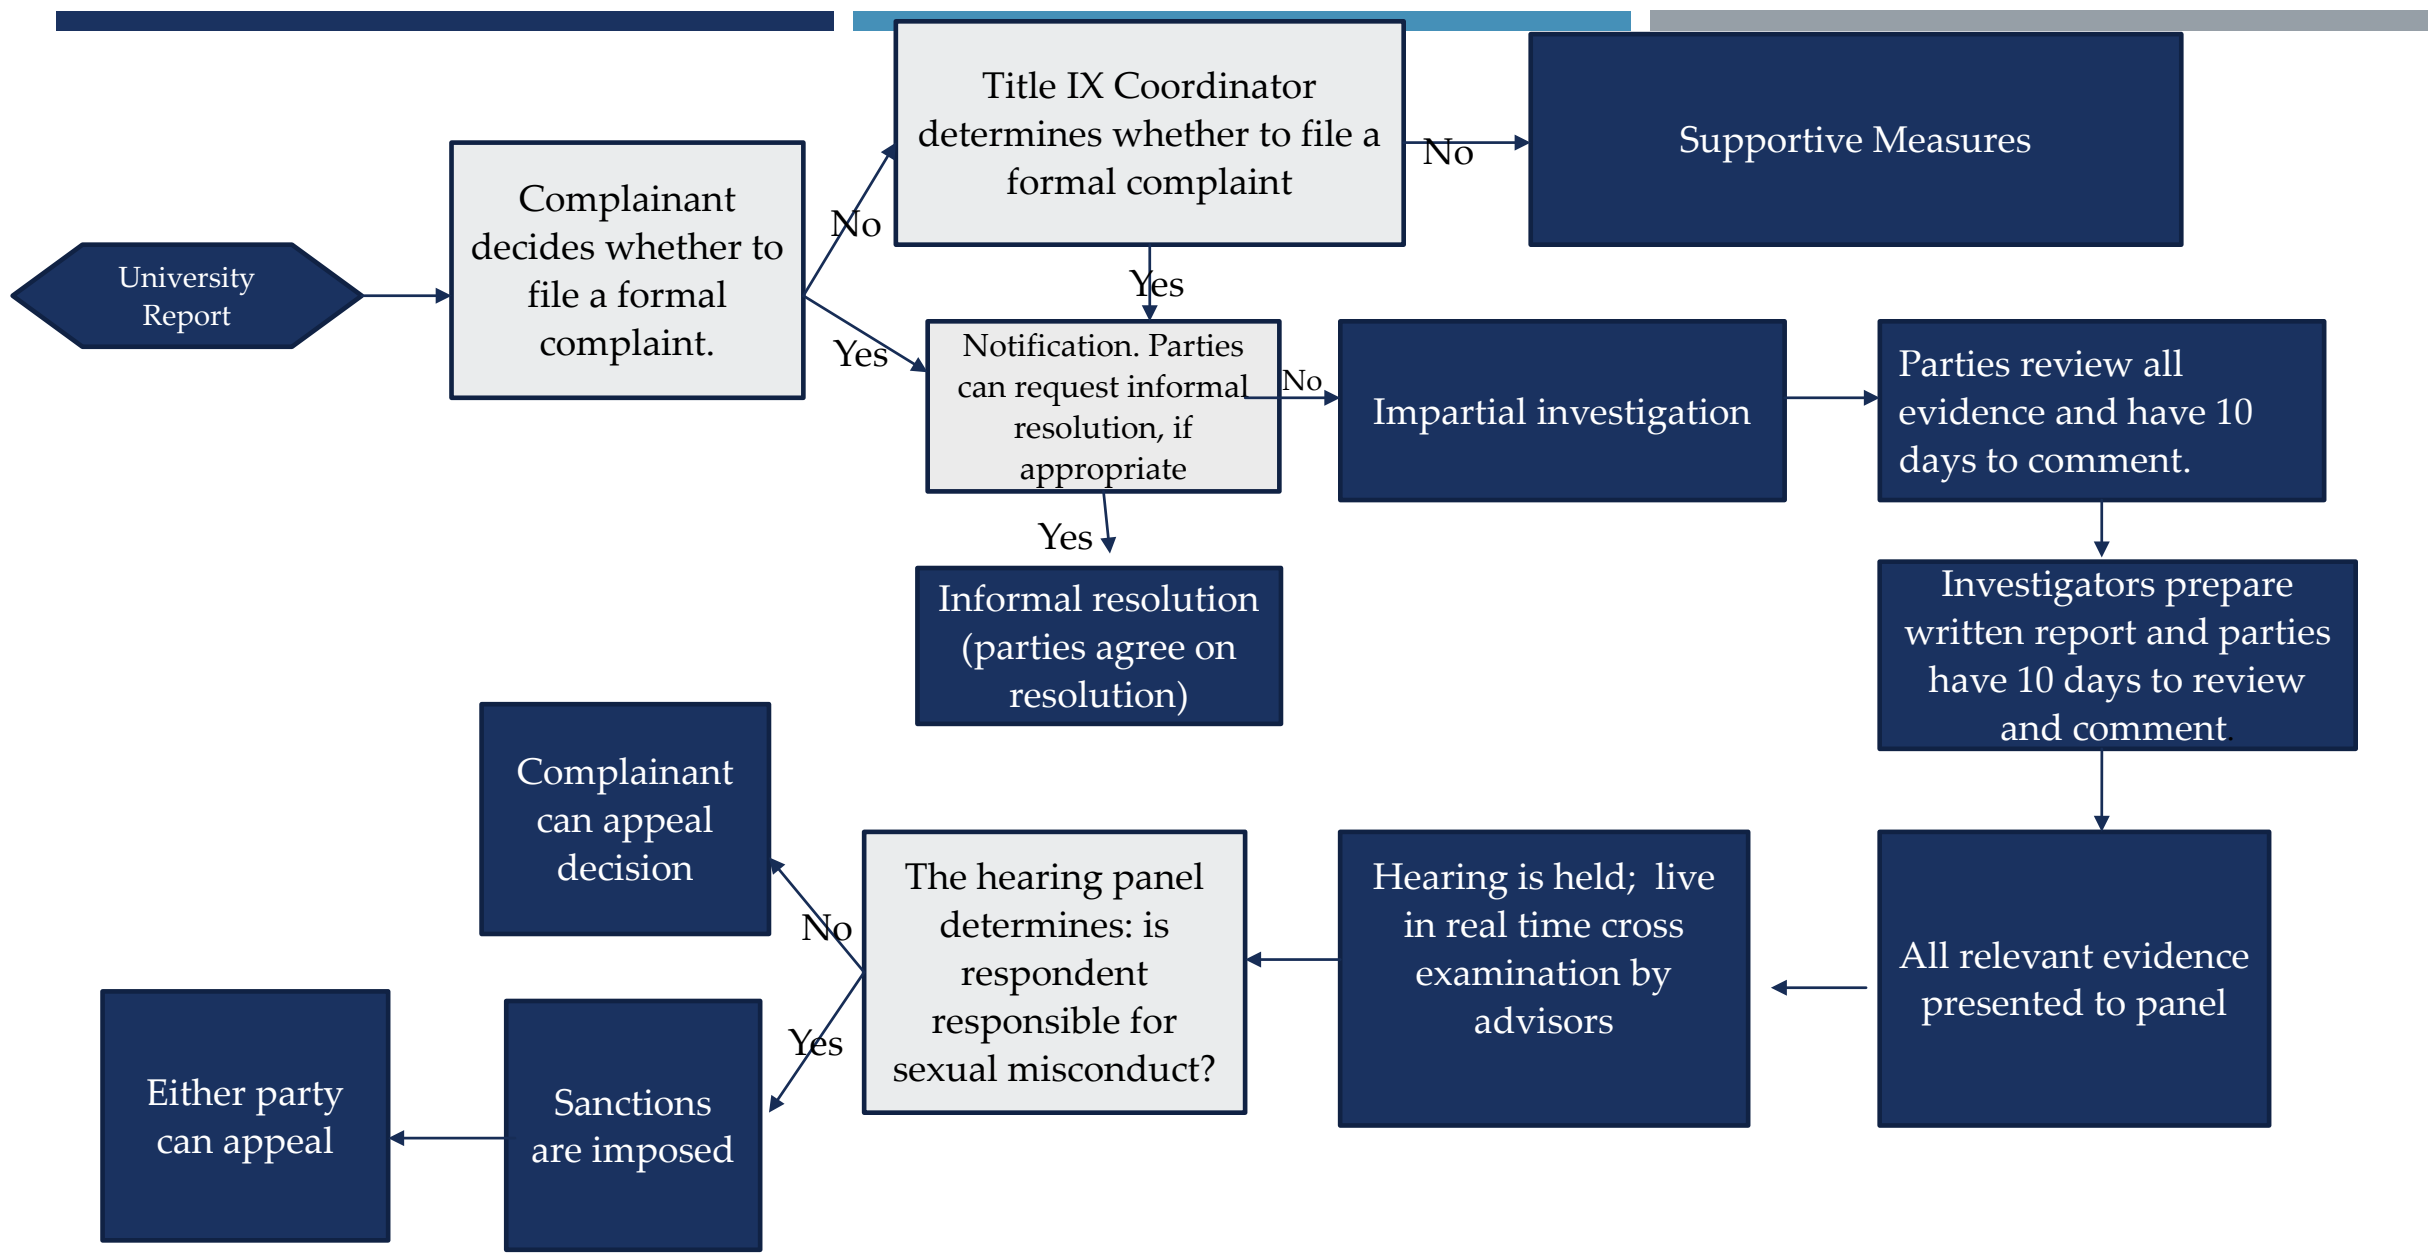 University
Report
Complainant
decides whether to
file a formal
complaint.
No
Yes
Title IX Coordinator
determines whether to file a
formal complaint
No
Supportive Measures
Yes
Notification. Parties
can request informal
resolution, if
appropriate
No
Impartial investigation
Parties review all
evidence and have 10
days to comment.
Yes
Informal resolution
(parties agree on
resolution)
Investigators prepare
written report and parties
have 10 days to review
and comment.
All relevant evidence
presented to panel
Hearing is held;  live
in real time cross
examination by
advisors
The hearing panel
determines: is
respondent
responsible for
sexual misconduct?
No
Complainant
can appeal
decision
Yes
Sanctions
are imposed
Either party
can appeal